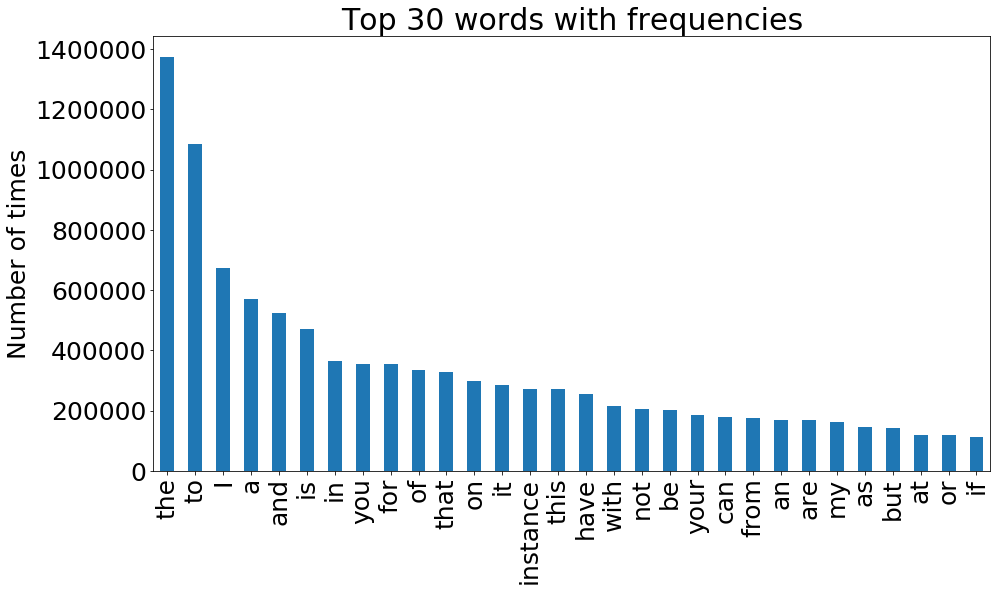 Top 30 words with frequencies
Number of times
1400000
1200000
1000000
800000
600000
400000
200000
0
the
to
I
a
and
is
in
you
for
of
that
on
it
instance
this
have
with
not
be
your
can
from
an
are
my
as
but
at
or
if